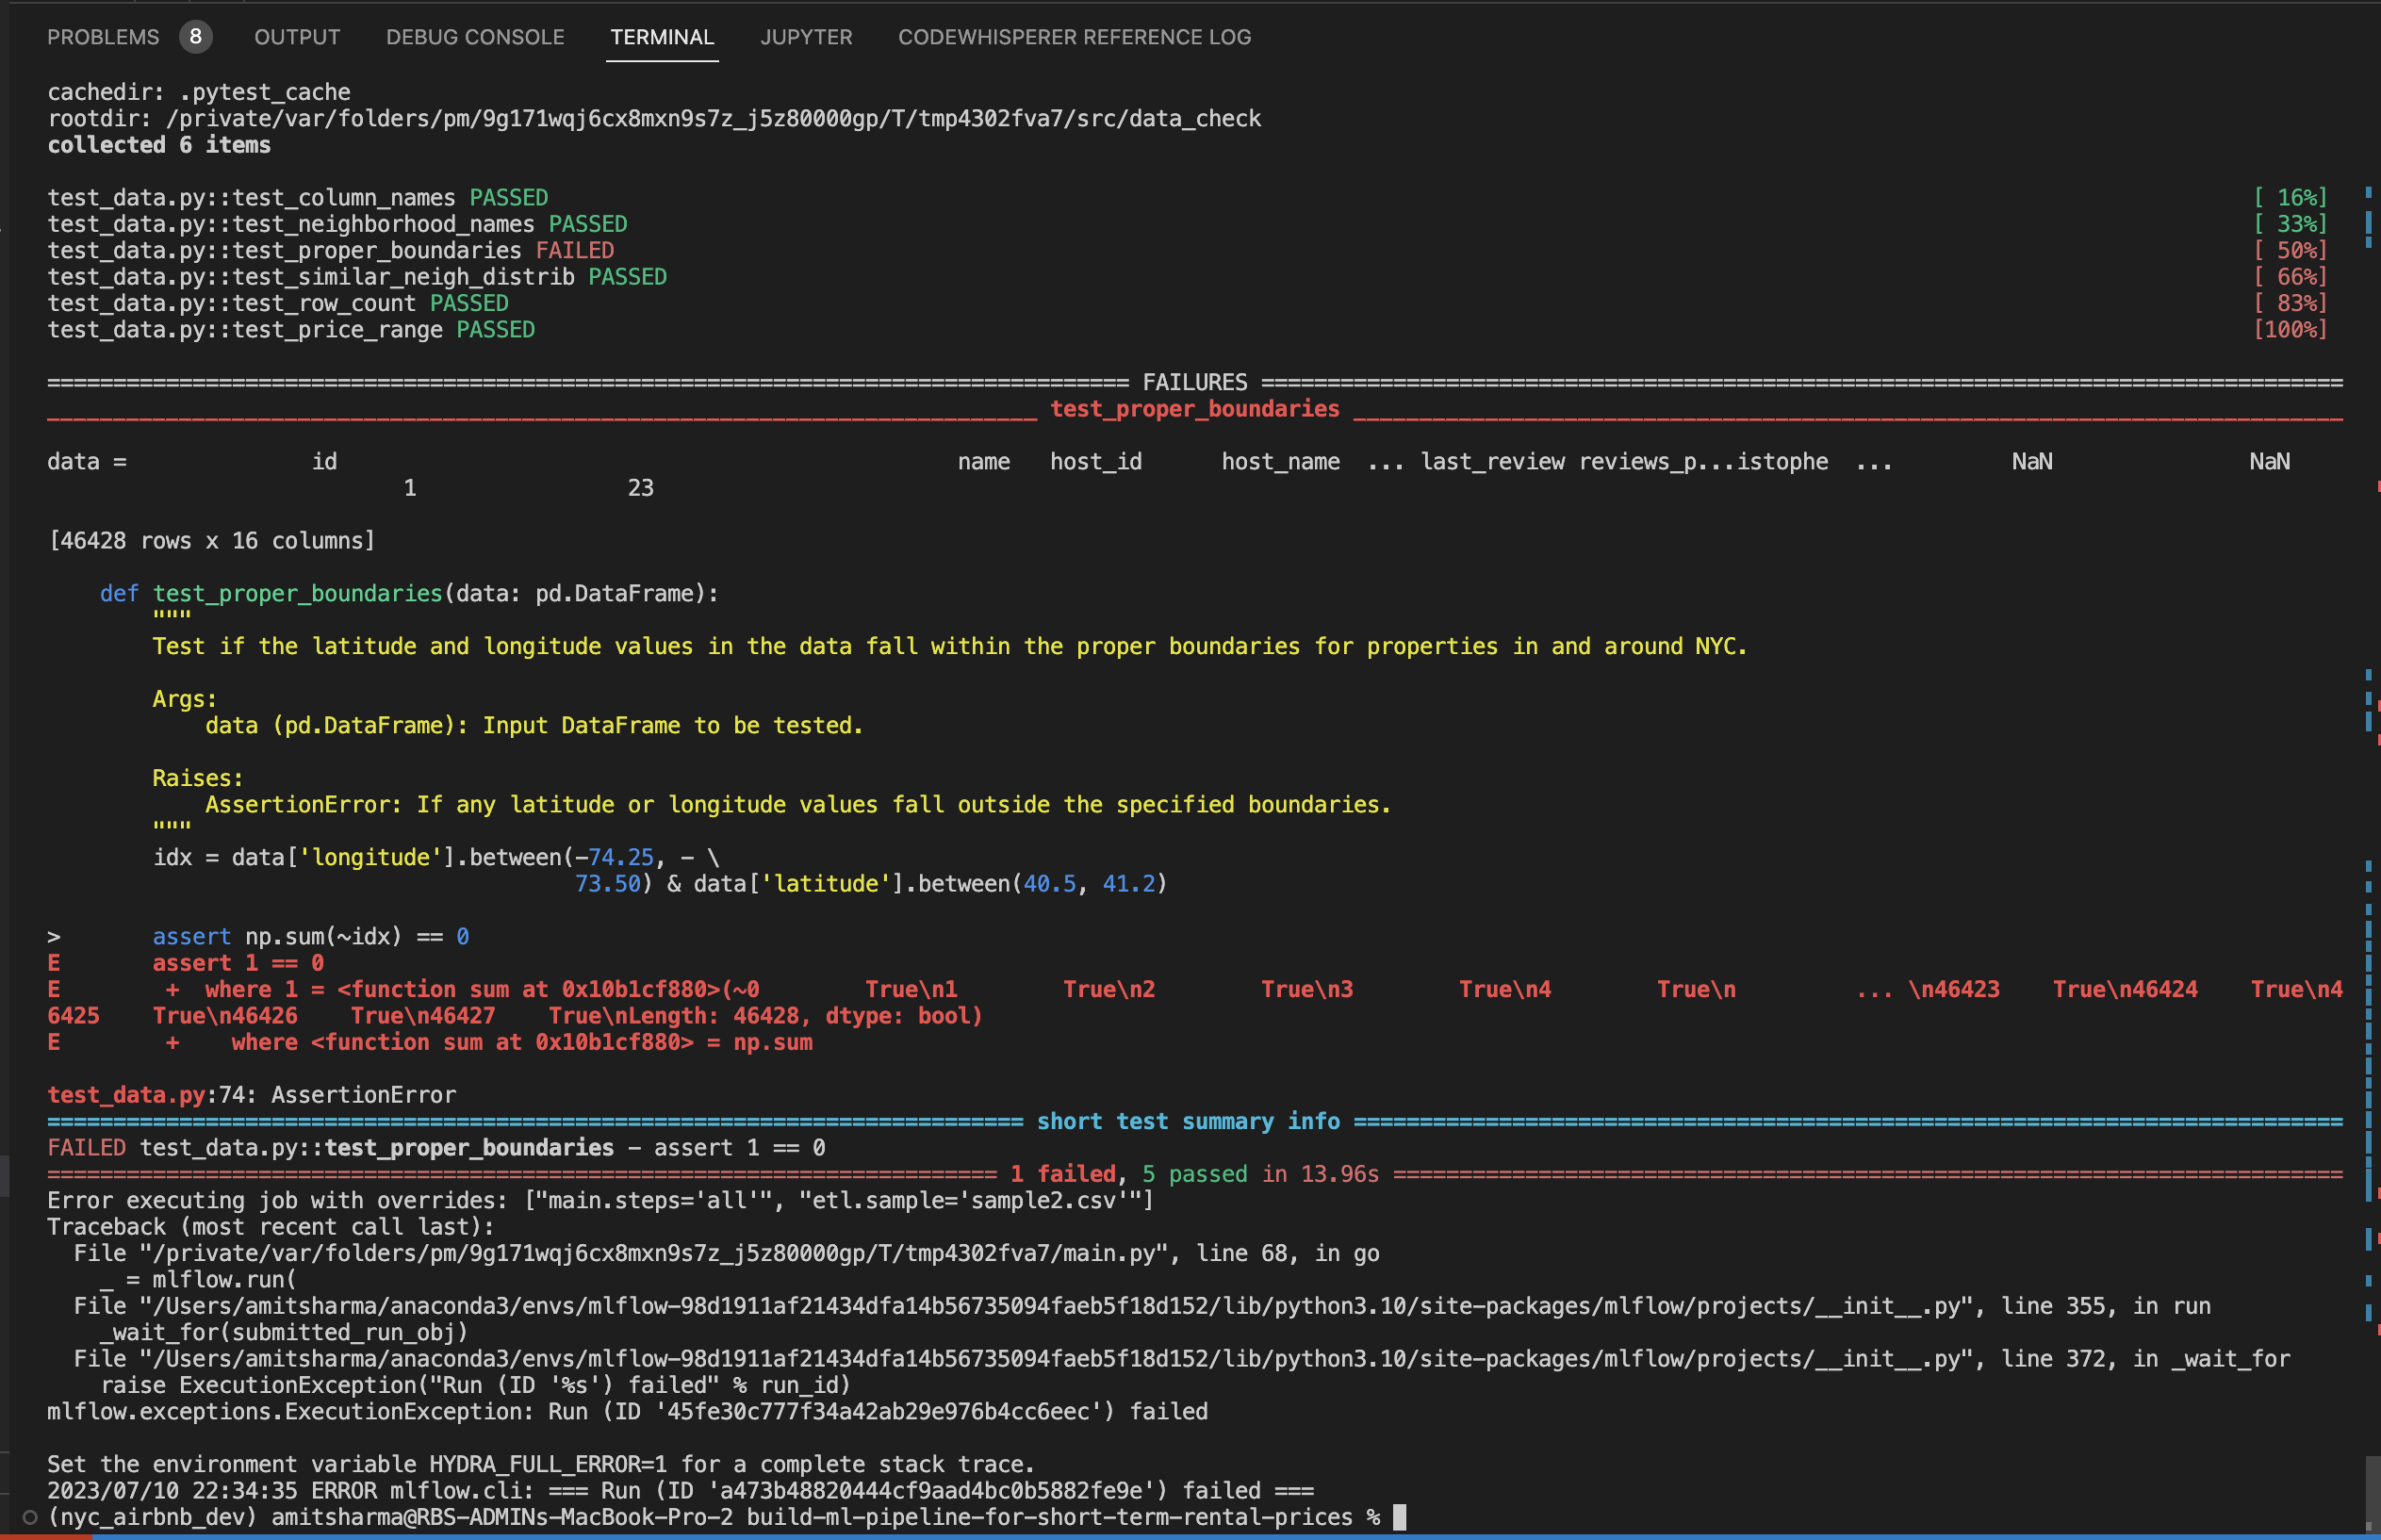 PROBLEMS 8 OUTPUT DEBUG CONSOLE TERMINAL JUPYTER CODEWHISPERER REFERENCE LOG
cachedir: .pytest_cache
rootdir: /private/var/folders/pm/9g171wqj6cx8mxn9s7z_j5z80000gp/T/tmp4302fva7/src/data_check
collected 6 items
test_data.py::test_column_names PASSED [ 16%]
test_data.py::test_neighborhood_names PASSED [ 33%]
test_data.py::test_proper_boundaries FAILED [ 50%]
test_data.py::test_similar_neigh_distrib PASSED [ 66%]
test_data.py::test_row_count PASSED [ 83%]
test_data.py::test_price_range PASSED [100%]
================================================================================== FAILURES ==================================================================================
___________________________________________________________________________ test_proper_boundaries ___________________________________________________________________________
data =              id                                               name   host_id      host_name  ... last_review reviews_p...istophe  ...         NaN               NaN
                           1                23
[46428 rows x 16 columns]
    def test_proper_boundaries(data: pd.DataFrame):
        """
        Test if the latitude and longitude values in the data fall within the proper boundaries for properties in and around NYC.
        Args:
            data (pd.DataFrame): Input DataFrame to be tested.
        Raises:
            AssertionError: If any latitude or longitude values fall outside the specified boundaries.
        """
        idx = data['longitude'].between(-74.25, - \
                                        73.50) & data['latitude'].between(40.5, 41.2)
>       assert np.sum(~idx) == 0
E       assert 1 == 0
E        +  where 1 = <function sum at 0x10b1cf880>(~0        True\n1        True\n2        True\n3        True\n4        True\n         ... \n46423    True\n46424    True\n4
6425    True\n46426    True\n46427    True\nLength: 46428, dtype: bool)
E        +    where <function sum at 0x10b1cf880> = np.sum
test_data.py:74: AssertionError
========================================================================== short test summary info ===========================================================================
FAILED test_data.py::test_proper_boundaries - assert 1 == 0
======================================================================== 1 failed, 5 passed in 13.96s ========================================================================
Error executing job with overrides: ["main.steps='all'", "etl.sample='sample2.csv'"]
Traceback (most recent call last):
  File "/private/var/folders/pm/9g171wqj6cx8mxn9s7z_j5z80000gp/T/tmp4302fva7/main.py", line 68, in go
    _ = mlflow.run(
  File "/Users/amitsharma/anaconda3/envs/mlflow-98d1911af21434dfa14b56735094faeb5f18d152/lib/python3.10/site-packages/mlflow/projects/__init__.py", line 355, in run
    _wait_for(submitted_run_obj)
  File "/Users/amitsharma/anaconda3/envs/mlflow-98d1911af21434dfa14b56735094faeb5f18d152/lib/python3.10/site-packages/mlflow/projects/__init__.py", line 372, in _wait_for
    raise ExecutionException("Run (ID '%s') failed" % run_id)
mlflow.exceptions.ExecutionException: Run (ID '45fe30c777f34a42ab29e976b4cc6eec') failed
Set the environment variable HYDRA_FULL_ERROR=1 for a complete stack trace.
2023/07/10 22:34:35 ERROR mlflow.cli: === Run (ID 'a473b48820444cf9aad4bc0b5882fe9e') failed ===
(nyc_airbnb_dev) amitsharma@RBS-ADMINs-MacBook-Pro-2 build-ml-pipeline-for-short-term-rental-prices %